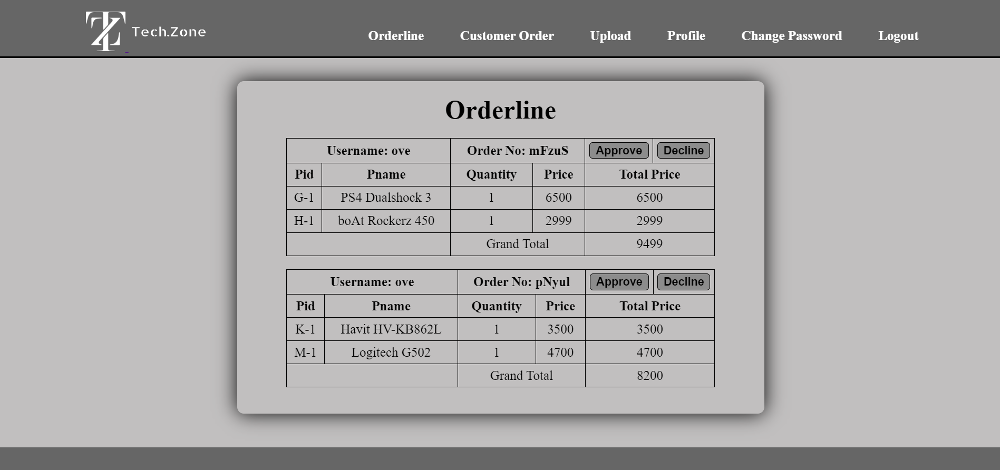 TZ Tech.Zone
Orderline Customer Order Upload Profile Change Password Logout
Orderline
Username: ove Order No: mFzuS Approve Decline
Pid Pname Quantity Price Total Price
G-1 PS4 Dualshock 3 1 6500 6500
H-1 boAt Rockerz 450 1 2999 2999
Grand Total 9499
Username: ove Order No: pNyul Approve Decline
Pid Pname Quantity Price Total Price
K-1 Havit HV-KB862L 1 3500 3500
M-1 Logitech G502 1 4700 4700
Grand Total 8200